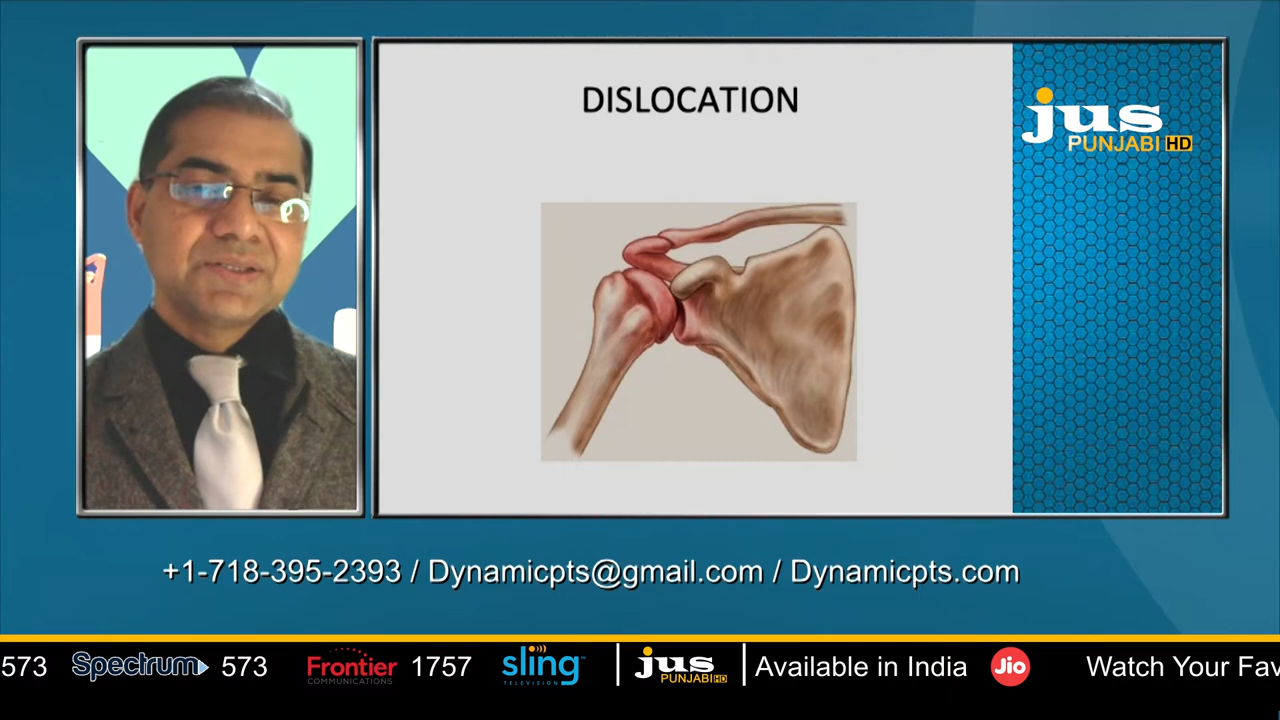 DISLOCATION
jus
PUNJABI HD
+1-718-395-2393 / Dynamicpts@gmail.com / Dynamicpts.com
573 Spectrum 573 Frontier COMMUNICATIONS 1757 sling TELEVISION jus PUNJABI HD Available in India Jio Watch Your Fav